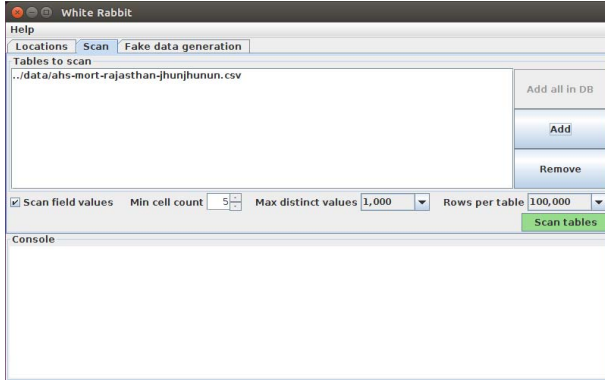 White Rabbit
Help
Locations Scan Fake data generation
Tables to scan
../data/ahs-mort-rajasthan-jhunjhunun.csv
Add all in DB
Add
Remove
Scan field values Min cell count 5 Max distinct values 1,000 Rows per table 100,000
Scan tables
Console